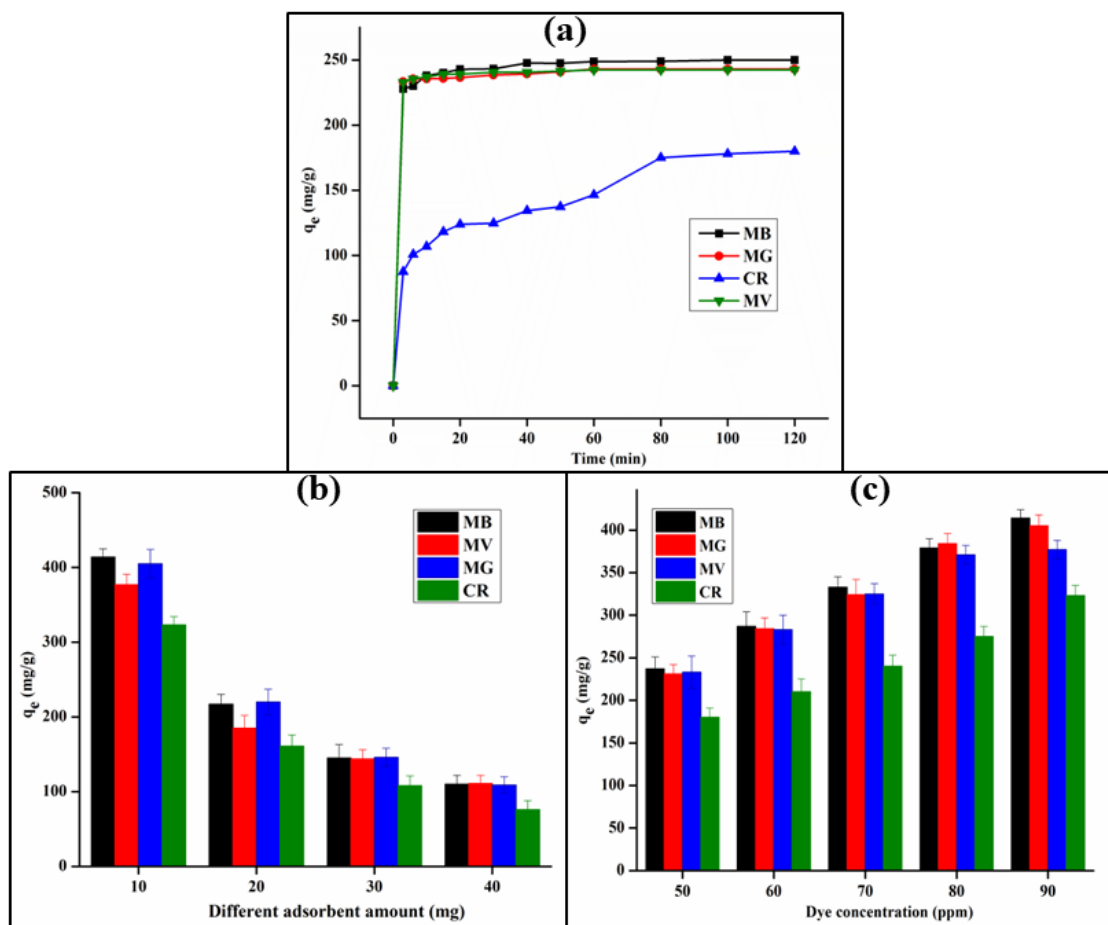 (a)
250
200
150
100
50
0
qe (mg/g)
MB
MG
CR
MV
0 20 40 60 80 100 120
Time (min)
(b)
500
400
300
200
100
0
qe (mg/g)
MB
MV
MG
CR
10 20 30 40
Different adsorbent amount (mg)
(c)
400
350
300
250
200
150
100
50
0
qe (mg/g)
MB
MG
MV
CR
50 60 70 80 90
Dye concentration (ppm)